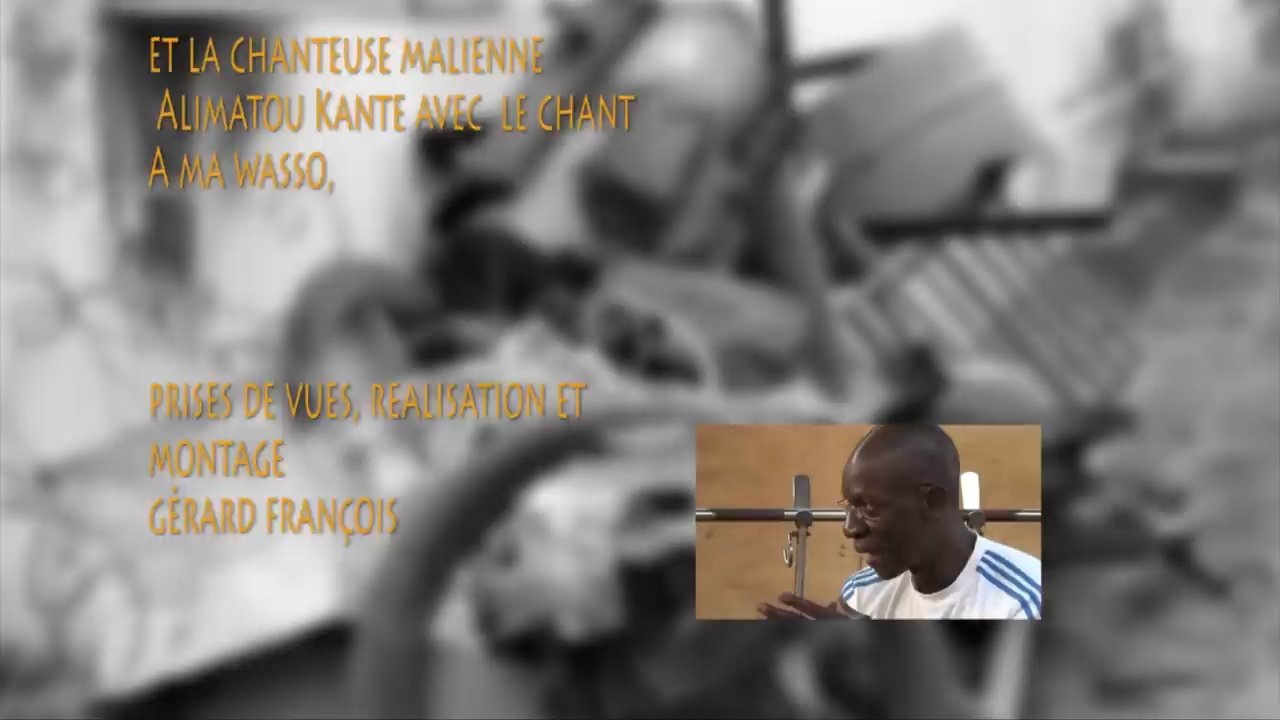 ET LA CHANTEUSE MALIENNE
ALIMATOU KANTE AVEC LE CHANT
A MA WASSO,
PRISES DE VUES, REALISATION ET
MONTAGE
GÉRARD FRANÇOIS